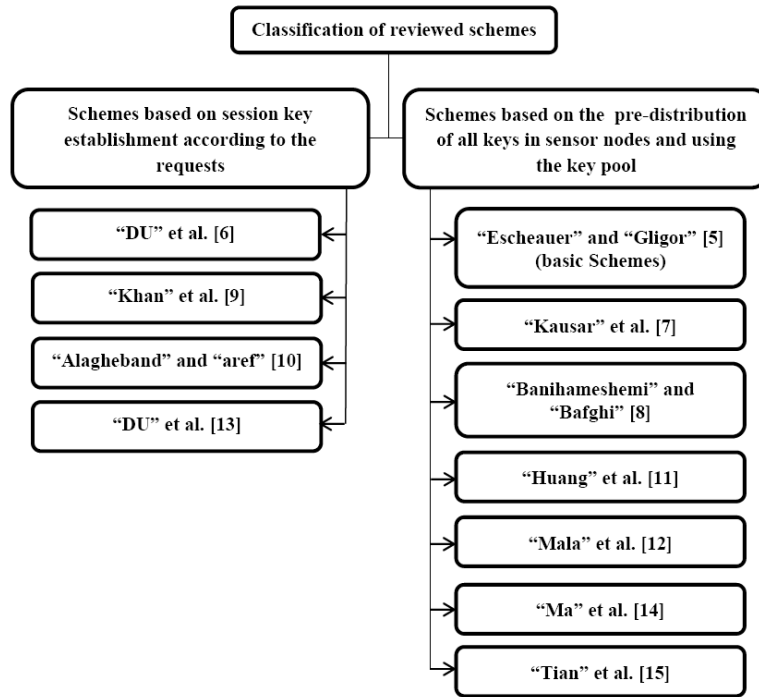 Classification of reviewed schemes
Schemes based on session key
establishment according to the
requests
“DU” et al. [6]
“Khan” et al. [9]
“Alagheband” and “aref” [10]
“DU” et al. [13]
Schemes based on the pre-distribution
of all keys in sensor nodes and using
the key pool
“Escheauer” and “Gligor” [5]
(basic Schemes)
“Kausar” et al. [7]
“Banihameshemi” and
“Bafghi” [8]
“Huang” et al. [11]
“Mala” et al. [12]
“Ma” et al. [14]
“Tian” et al. [15]